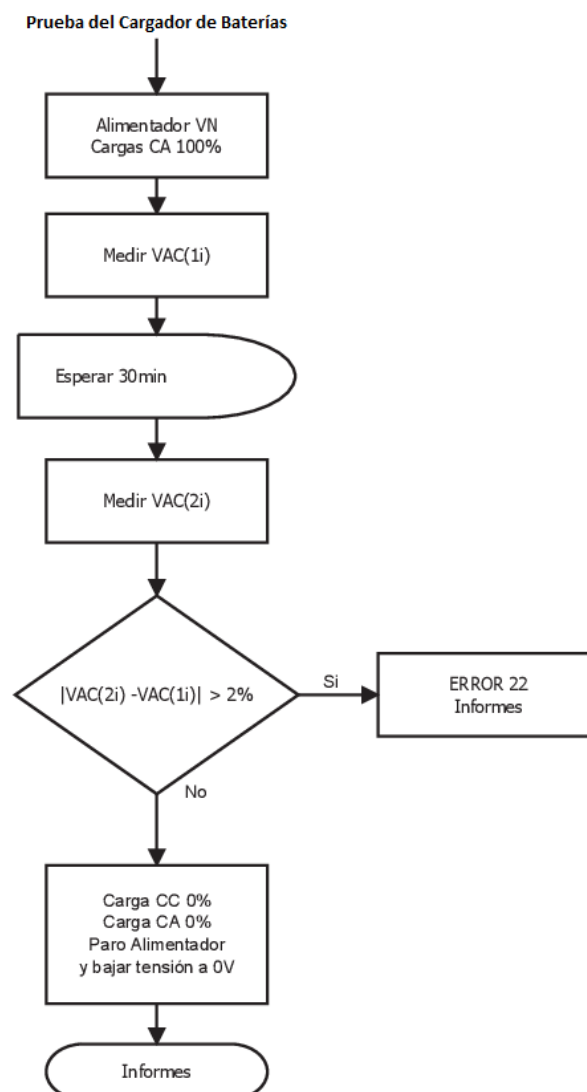 Prueba del Cargador de Baterías
Alimentador VN
Cargas CA 100%
Medir VAC(1i)
Esperar 30min
Medir VAC(2i)
|VAC(2i) -VAC(1i)| > 2%
Si
ERROR 22
Informes
No
Carga CC 0%
Carga CA 0%
Paro Alimentador
y bajar tensión a 0V
Informes